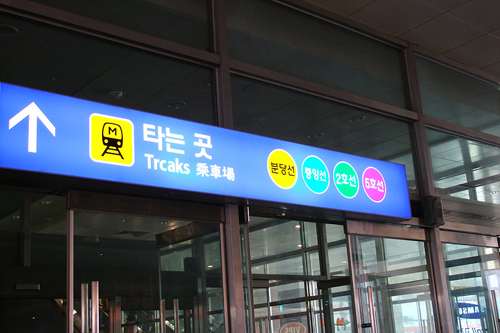 M
타는 곳
Trcaks 乘車場
분당선
중앙선
2호선
5호선